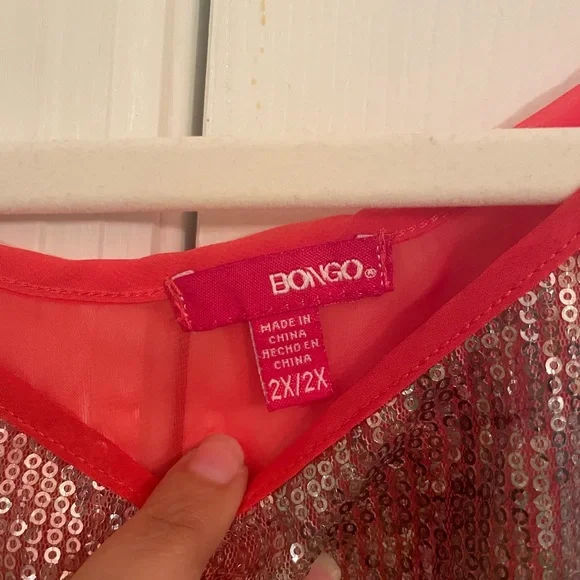 BONGO®
MADE IN
CHINA
HECHO EN
CHINA
2X/2X